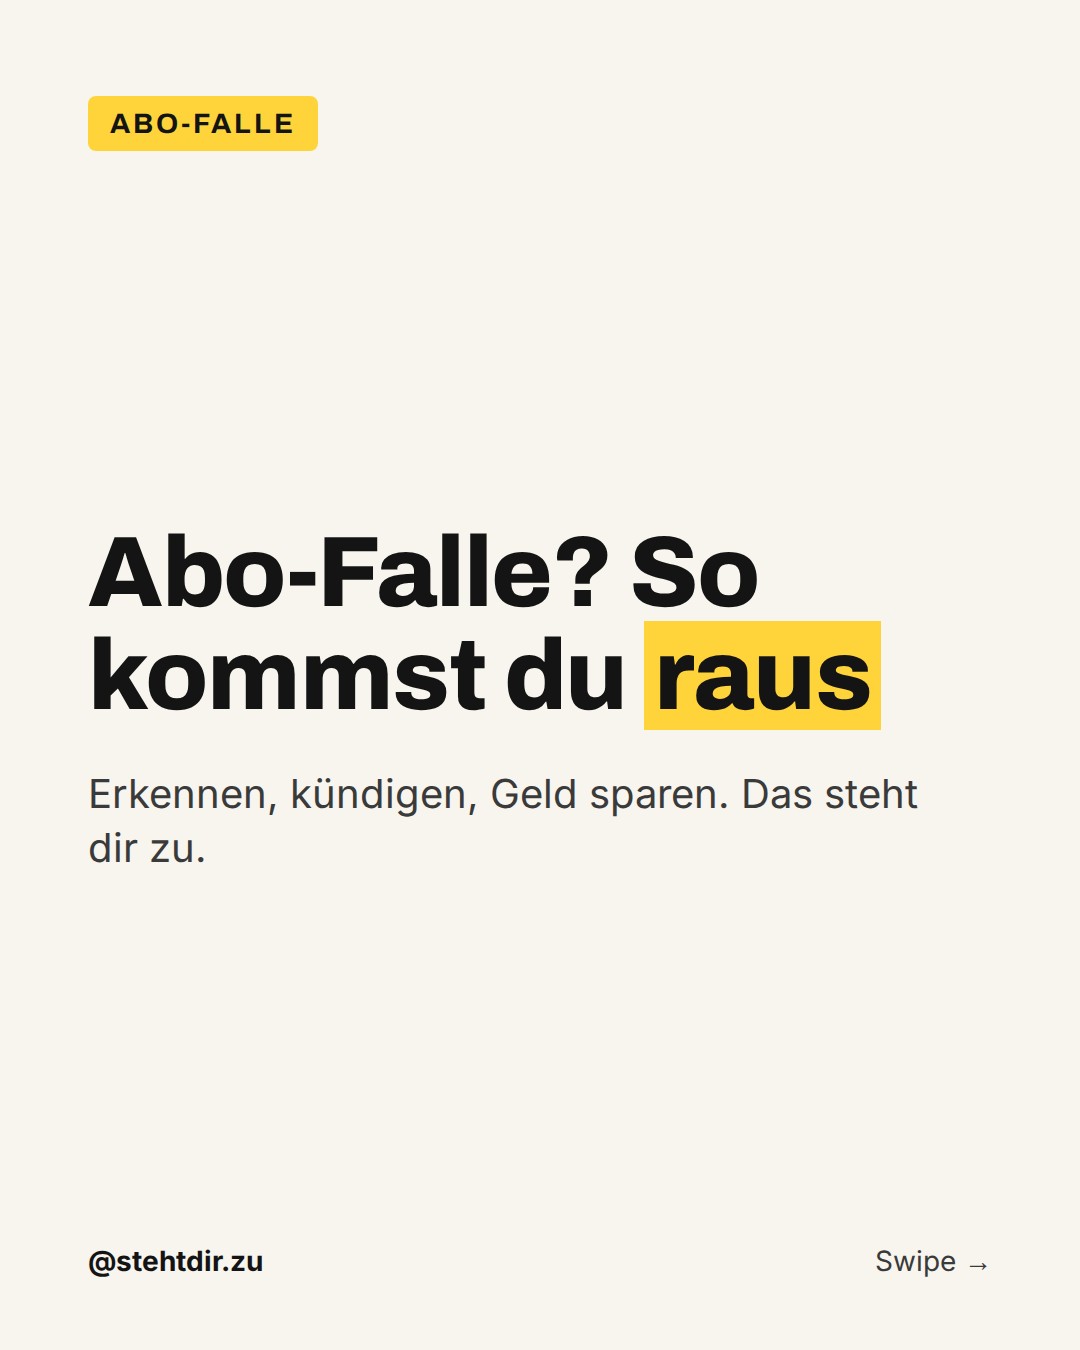 ABO-FALLE
Abo-Falle? So
kommst du raus
Erkennen, kündigen, Geld sparen. Das steht
dir zu.
@stehtdir.zu
Swipe →